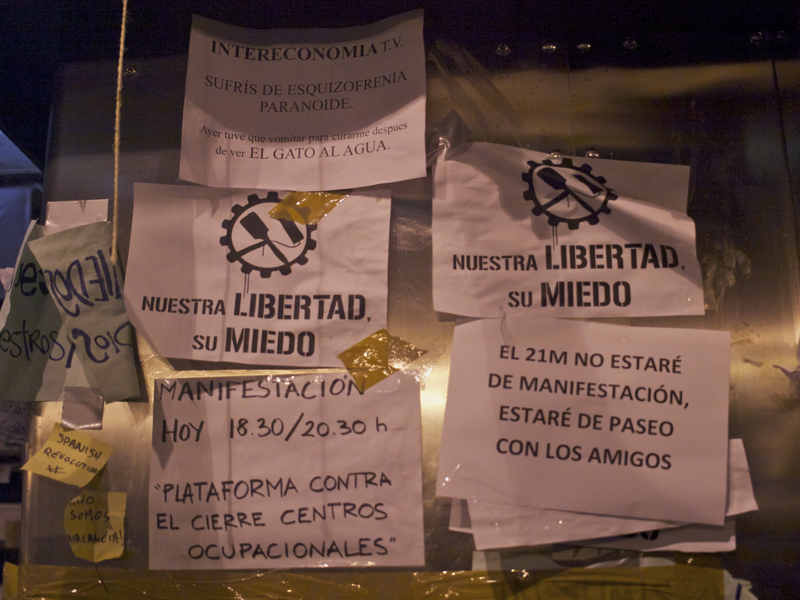 INTERECONOMIA T.V.
SUFRÍS DE ESQUIZOFRENIA
PARANOIDE.
Ayer tuve que vomitar para curarme despues
de ver EL GATO AL AGUA.
NUESTRA LIBERTAD,
SU MIEDO
NUESTRA LIBERTAD,
SU MIEDO
MANIFESTACIÓN
HOY 18.30/20.30 h
"PLATAFORMA CONTRA
EL CIERRE CENTROS
OCUPACIONALES"
EL 21M NO ESTARÉ
DE MANIFESTACIÓN,
ESTARÉ DE PASEO
CON LOS AMIGOS
SPANISH
REVOLUTION
SOMOS